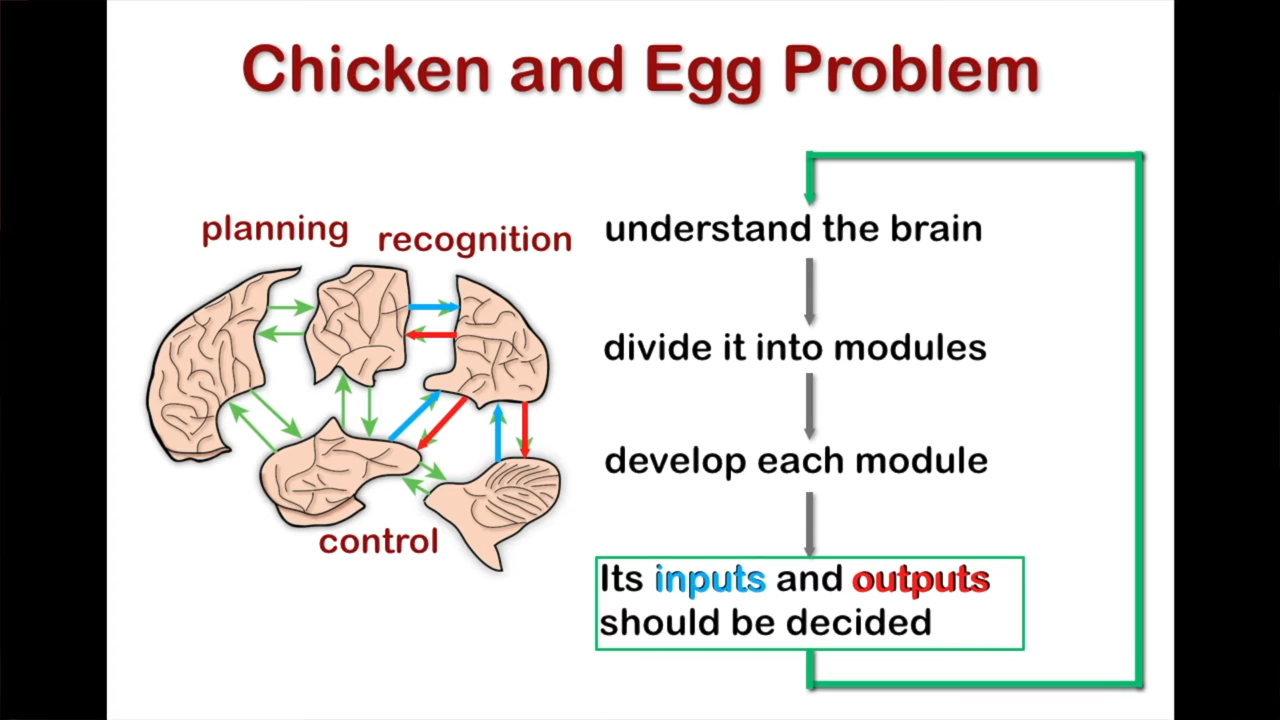 Chicken and Egg Problem
planning
recognition
control
understand the brain
divide it into modules
develop each module
Its inputs and outputs
should be decided